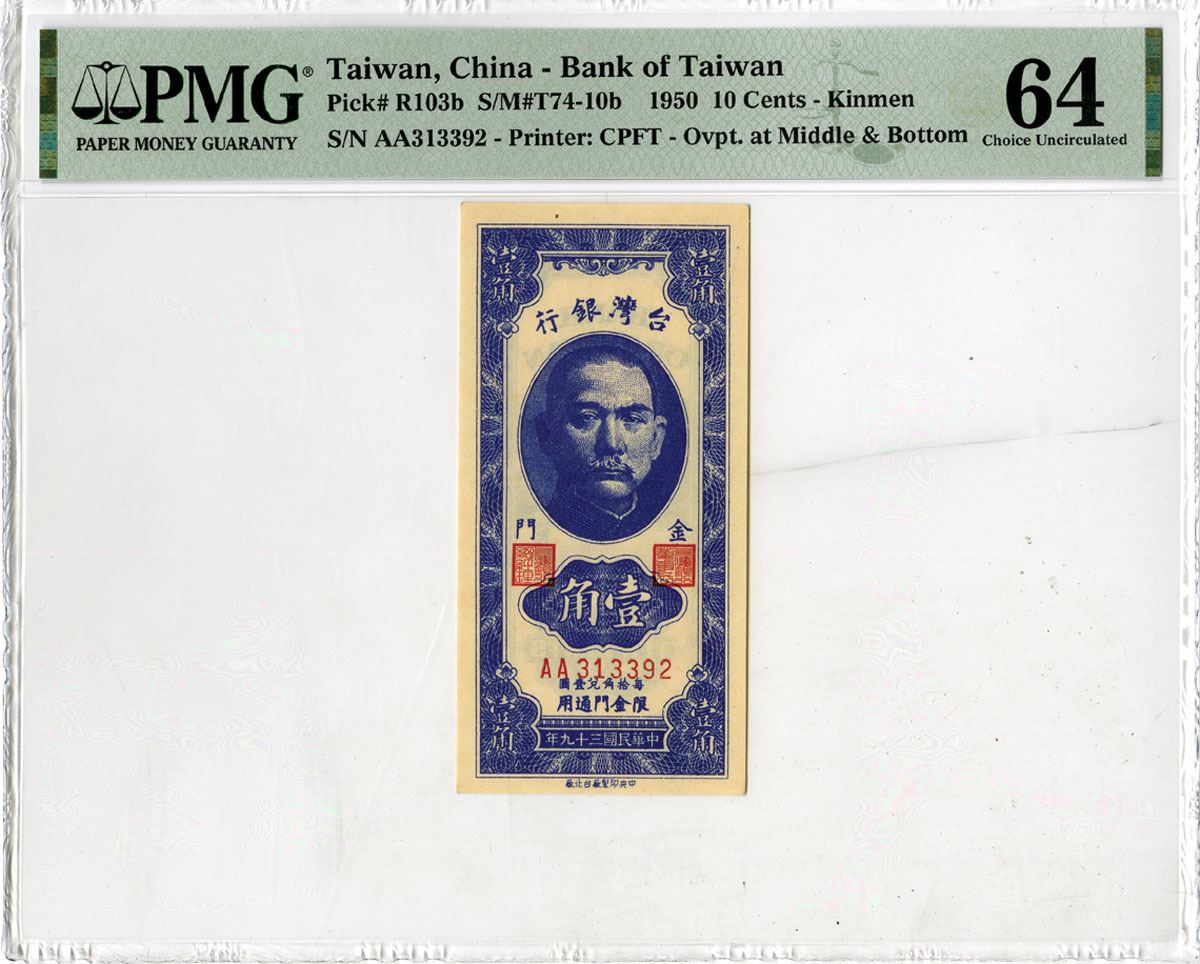 PMG®
PAPER MONEY GUARANTY
Taiwan, China - Bank of Taiwan
Pick# R103b S/M#T74-10b 1950 10 Cents - Kinmen
S/N AA313392 - Printer: CPFT - Ovpt. at Middle & Bottom
64
Choice Uncirculated
壹角
壹角
台灣銀行
金門
壹角
AA313392
每拾角兌壹圓
限金門通用
壹角
壹角
中華民國三十九年
中央印製廠台北廠